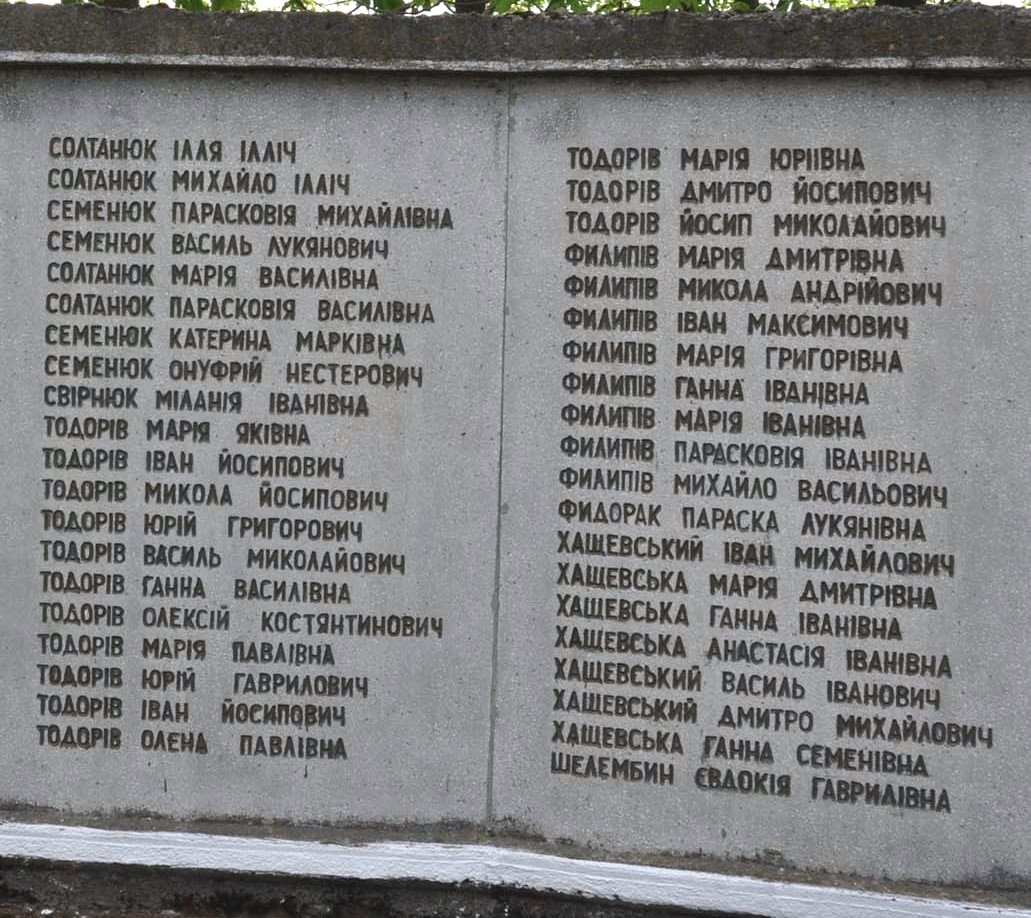 СОЛТАНЮК ІЛЛЯ ІЛЛІЧ
СОЛТАНЮК МИХАЙЛО ІЛЛІЧ
СЕМЕНЮК ПАРАСКОВІЯ МИХАЙЛІВНА
СЕМЕНЮК ВАСИЛЬ ЛУКЯНОВИЧ
СОЛТАНЮК МАРІЯ ВАСИЛІВНА
СОЛТАНЮК ПАРАСКОВІЯ ВАСИЛІВНА
СЕМЕНЮК КАТЕРИНА МАРКІВНА
СЕМЕНЮК ОНУФРІЙ НЕСТЕРОВИЧ
СВІРНЮК МІЛАНІЯ ІВАНІВНА
ТОДОРІВ МАРІЯ ЯКІВНА
ТОДОРІВ ІВАН ЙОСИПОВИЧ
ТОДОРІВ МИКОЛА ЙОСИПОВИЧ
ТОДОРІВ ЮРІЙ ГРИГОРОВИЧ
ТОДОРІВ ВАСИЛЬ МИКОЛАЙОВИЧ
ТОДОРІВ ГАННА ВАСИЛІВНА
ТОДОРІВ ОЛЕКСІЙ КОСТЯНТИНОВИЧ
ТОДОРІВ МАРІЯ ПАВЛІВНА
ТОДОРІВ ЮРІЙ ГАВРИЛОВИЧ
ТОДОРІВ ІВАН ЙОСИПОВИЧ
ТОДОРІВ ОЛЕНА ПАВЛІВНА
ТОДОРІВ МАРІЯ ЮРІІВНА
ТОДОРІВ ДМИТРО ЙОСИПОВИЧ
ТОДОРІВ ЙОСИП МИКОЛАЙОВИЧ
ФИЛИПІВ МАРІЯ ДМИТРІВНА
ФИЛИПІВ МИКОЛА АНДРІЙОВИЧ
ФИЛИПІВ ІВАН МАКСИМОВИЧ
ФИЛИПІВ МАРІЯ ГРИГОРІВНА
ФИЛИПІВ ГАННА ІВАНІВНА
ФИЛИПІВ МАРІЯ ІВАНІВНА
ФИЛИПІВ ПАРАСКОВІЯ ІВАНІВНА
ФИЛИПІВ МИХАЙЛО ВАСИЛЬОВИЧ
ФИДОРАК ПАРАСКА ЛУКЯНІВНА
ХАЩЕВСЬКИЙ ІВАН МИХАЙЛОВИЧ
ХАЩЕВСЬКА МАРІЯ ДМИТРІВНА
ХАЩЕВСЬКА ГАННА ІВАНІВНА
ХАЩЕВСЬКА АНАСТАСІЯ ІВАНІВНА
ХАЩЕВСЬКИЙ ВАСИЛЬ ІВАНОВИЧ
ХАЩЕВСЬКИЙ ДМИТРО МИХАЙЛОВИЧ
ХАЩЕВСЬКА ГАННА СЕМЕНІВНА
ШЕЛЕМБИН ЄВДОКІЯ ГАВРИЛІВНА